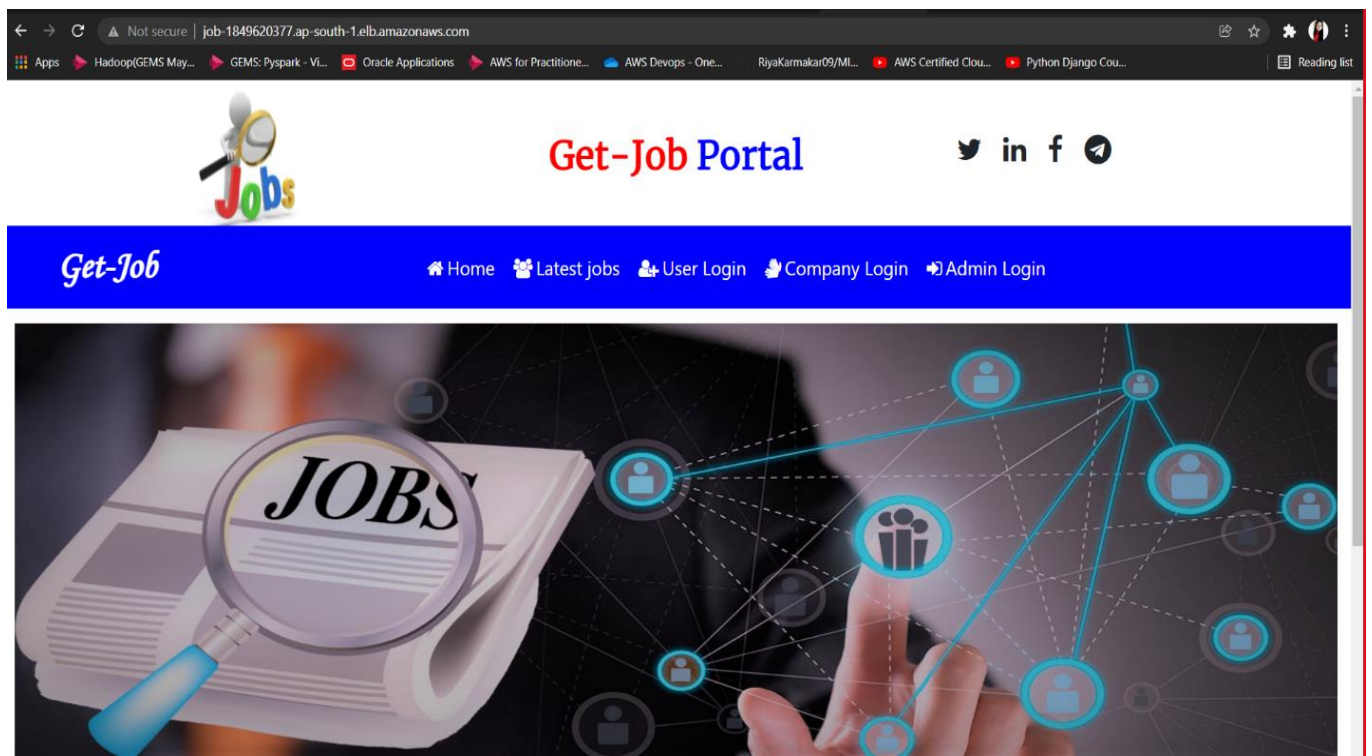 Not secure | job-1849620377.ap-south-1.elb.amazonaws.com
Apps Hadoop(GEMS May... GEMS: Pyspark - Vi... Oracle Applications AWS for Practitione... AWS Devops - One... RiyaKarmakar09/Ml... AWS Certified Clou... Python Django Cou... Reading list
Jobs
Get-Job Portal
Get-Job Home Latest jobs User Login Company Login Admin Login
JOBS